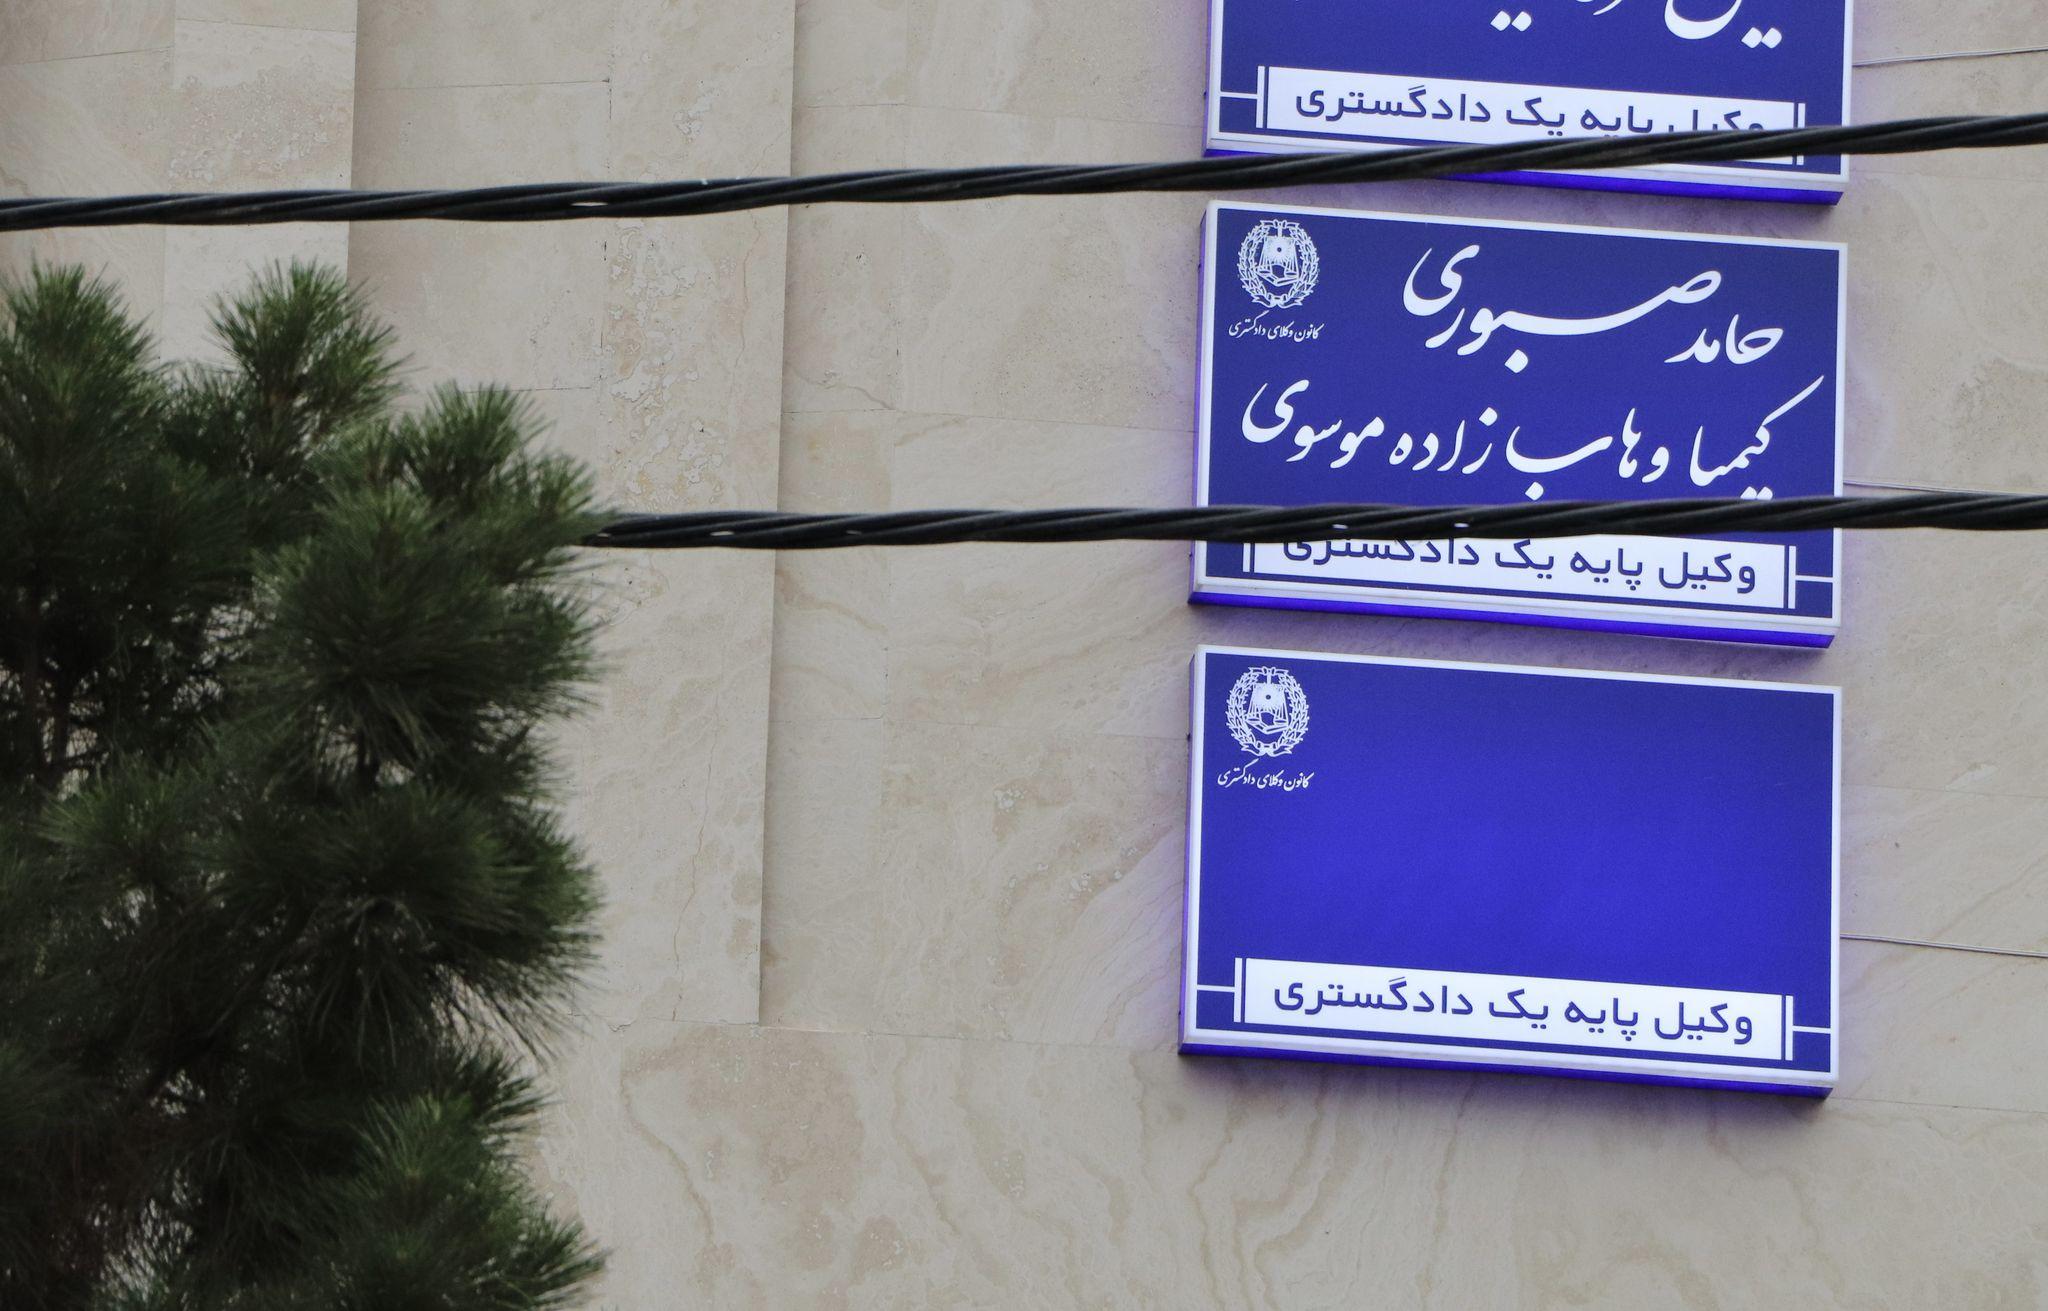 وکیل پایه یک دادگستری
کانون وکلای دادگستری
حامد صبوری
کیمیا وهاب زاده موسوی
وکیل پایه یک دادگستری
کانون وکلای دادگستری
وکیل پایه یک دادگستری